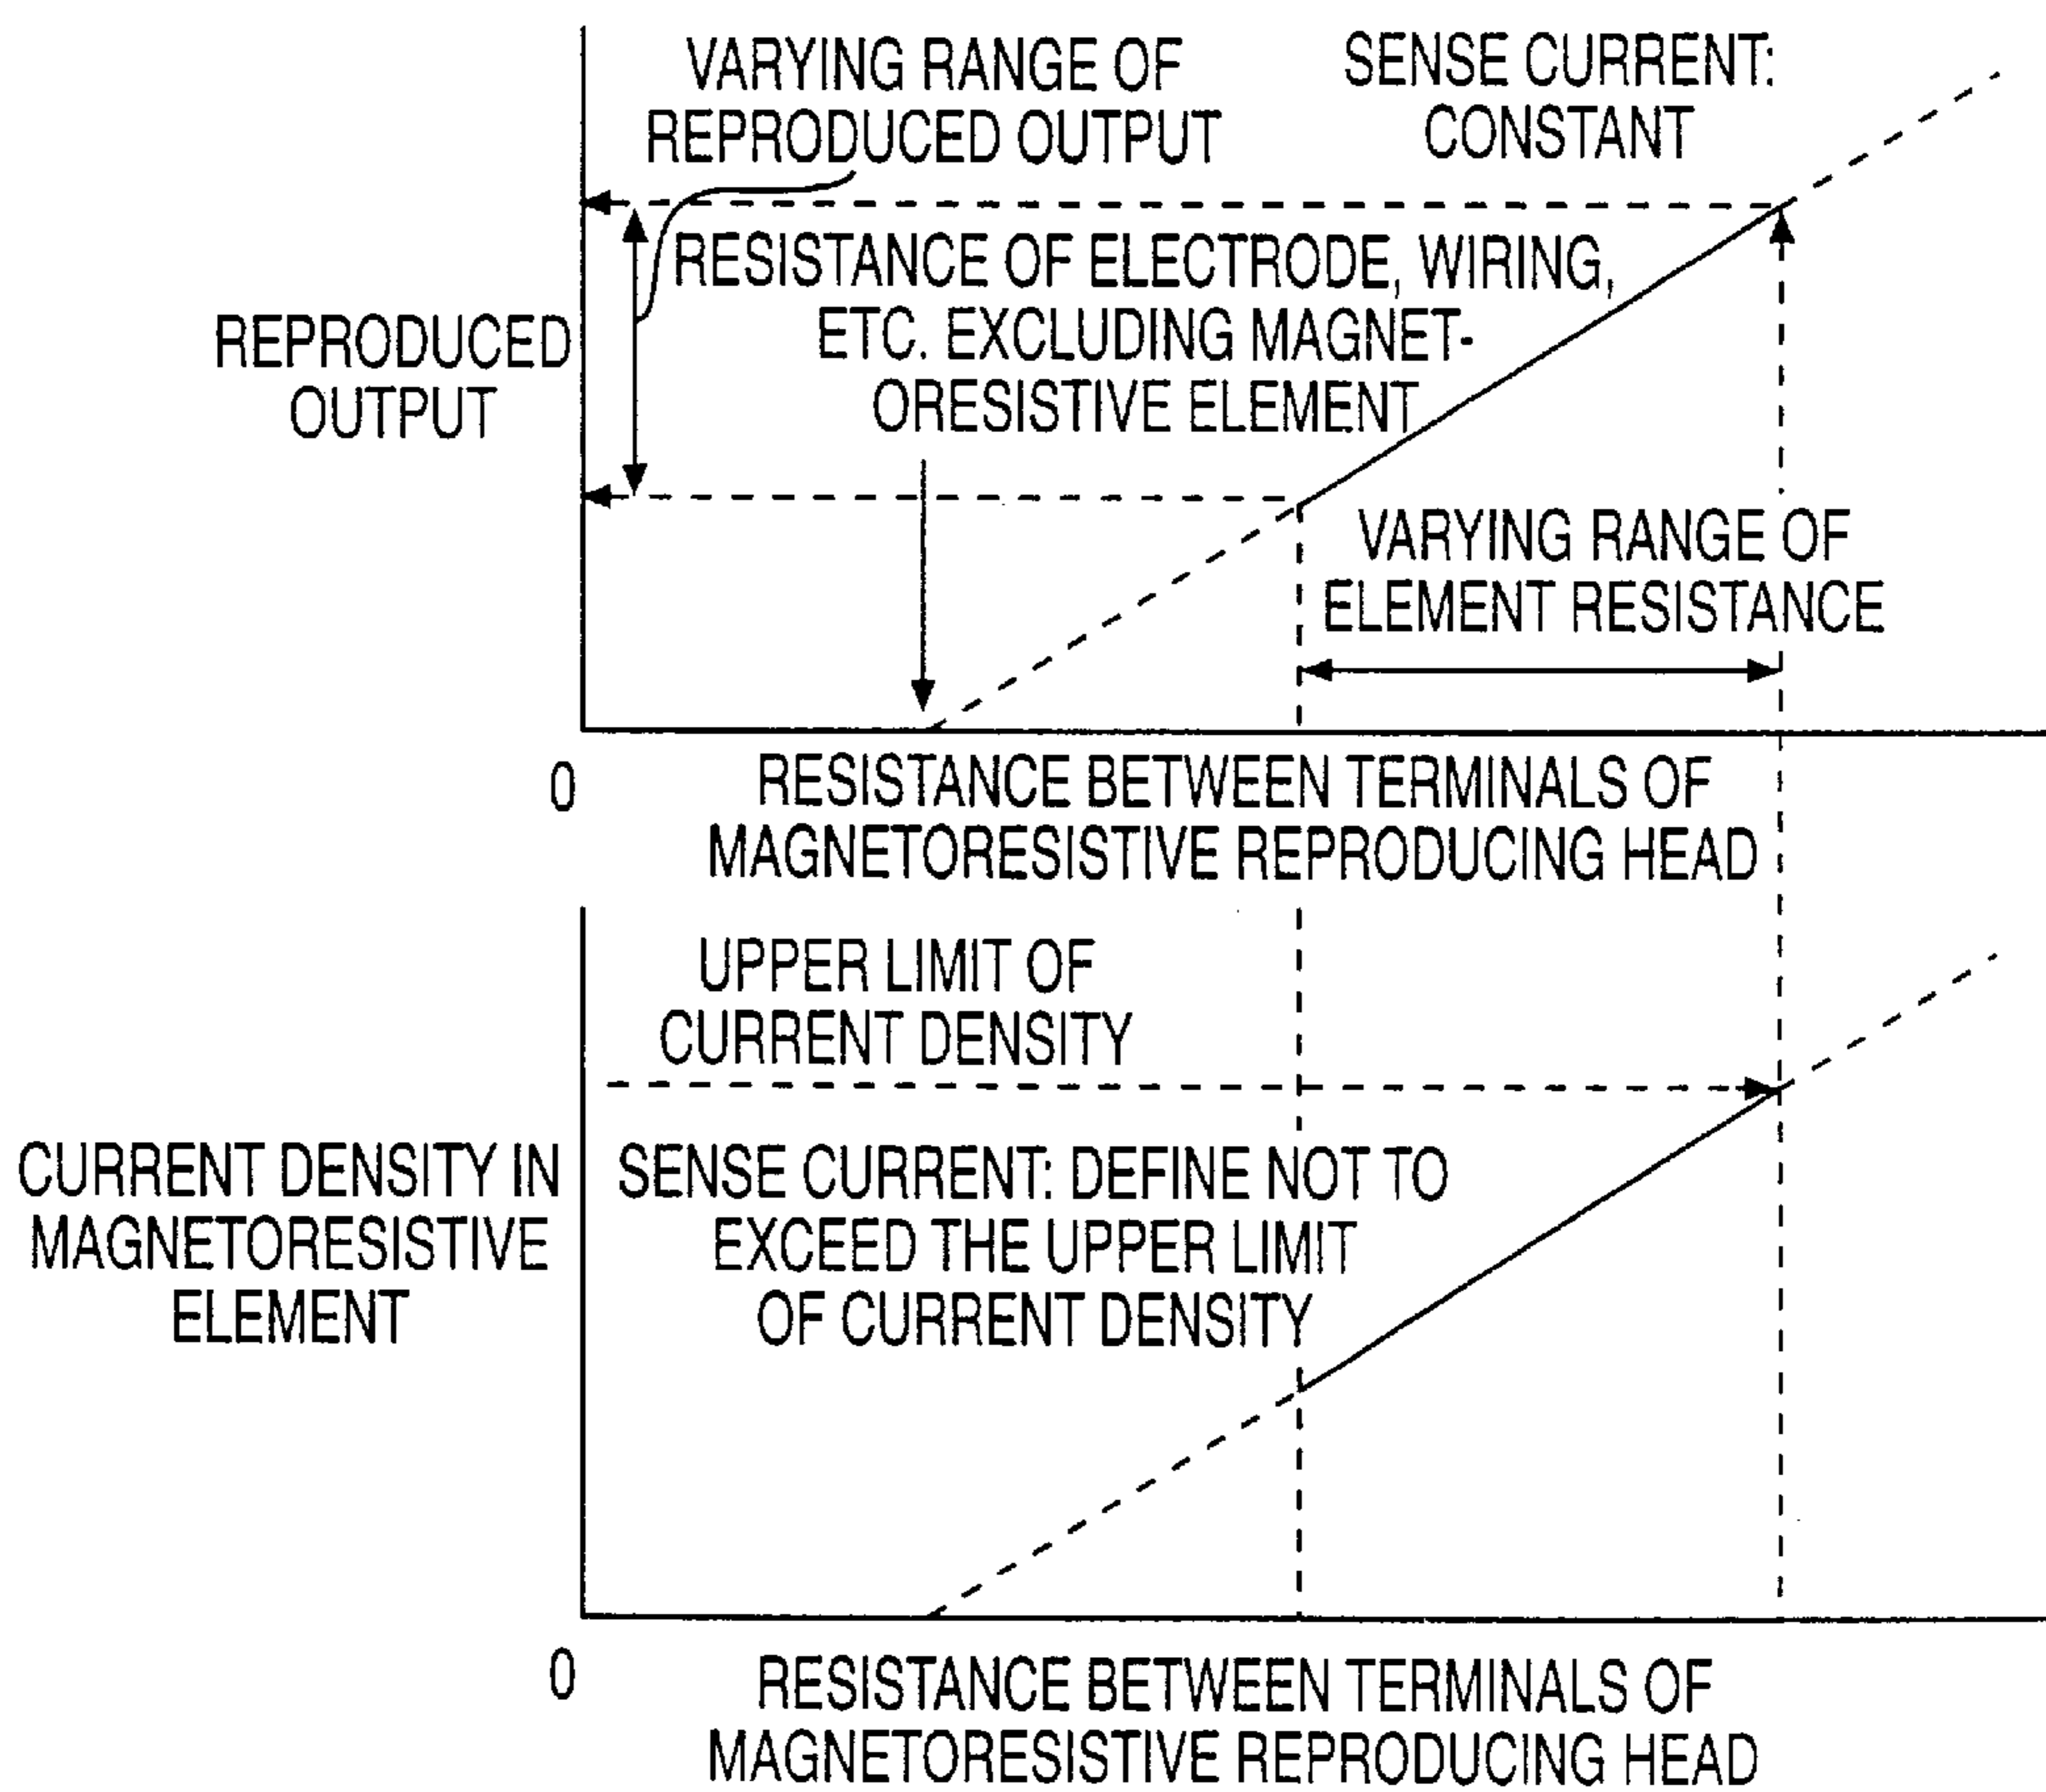 VARYING RANGE OF
REPRODUCED OUTPUT
SENSE CURRENT:
CONSTANT
RESISTANCE OF ELECTRODE, WIRING,
ETC. EXCLUDING MAGNET-
ORESISTIVE ELEMENT
REPRODUCED
OUTPUT
VARYING RANGE OF
ELEMENT RESISTANCE
0
RESISTANCE BETWEEN TERMINALS OF
MAGNETORESISTIVE REPRODUCING HEAD
UPPER LIMIT OF
CURRENT DENSITY
CURRENT DENSITY IN
MAGNETORESISTIVE
ELEMENT
SENSE CURRENT: DEFINE NOT TO
EXCEED THE UPPER LIMIT
OF CURRENT DENSITY
0
RESISTANCE BETWEEN TERMINALS OF
MAGNETORESISTIVE REPRODUCING HEAD